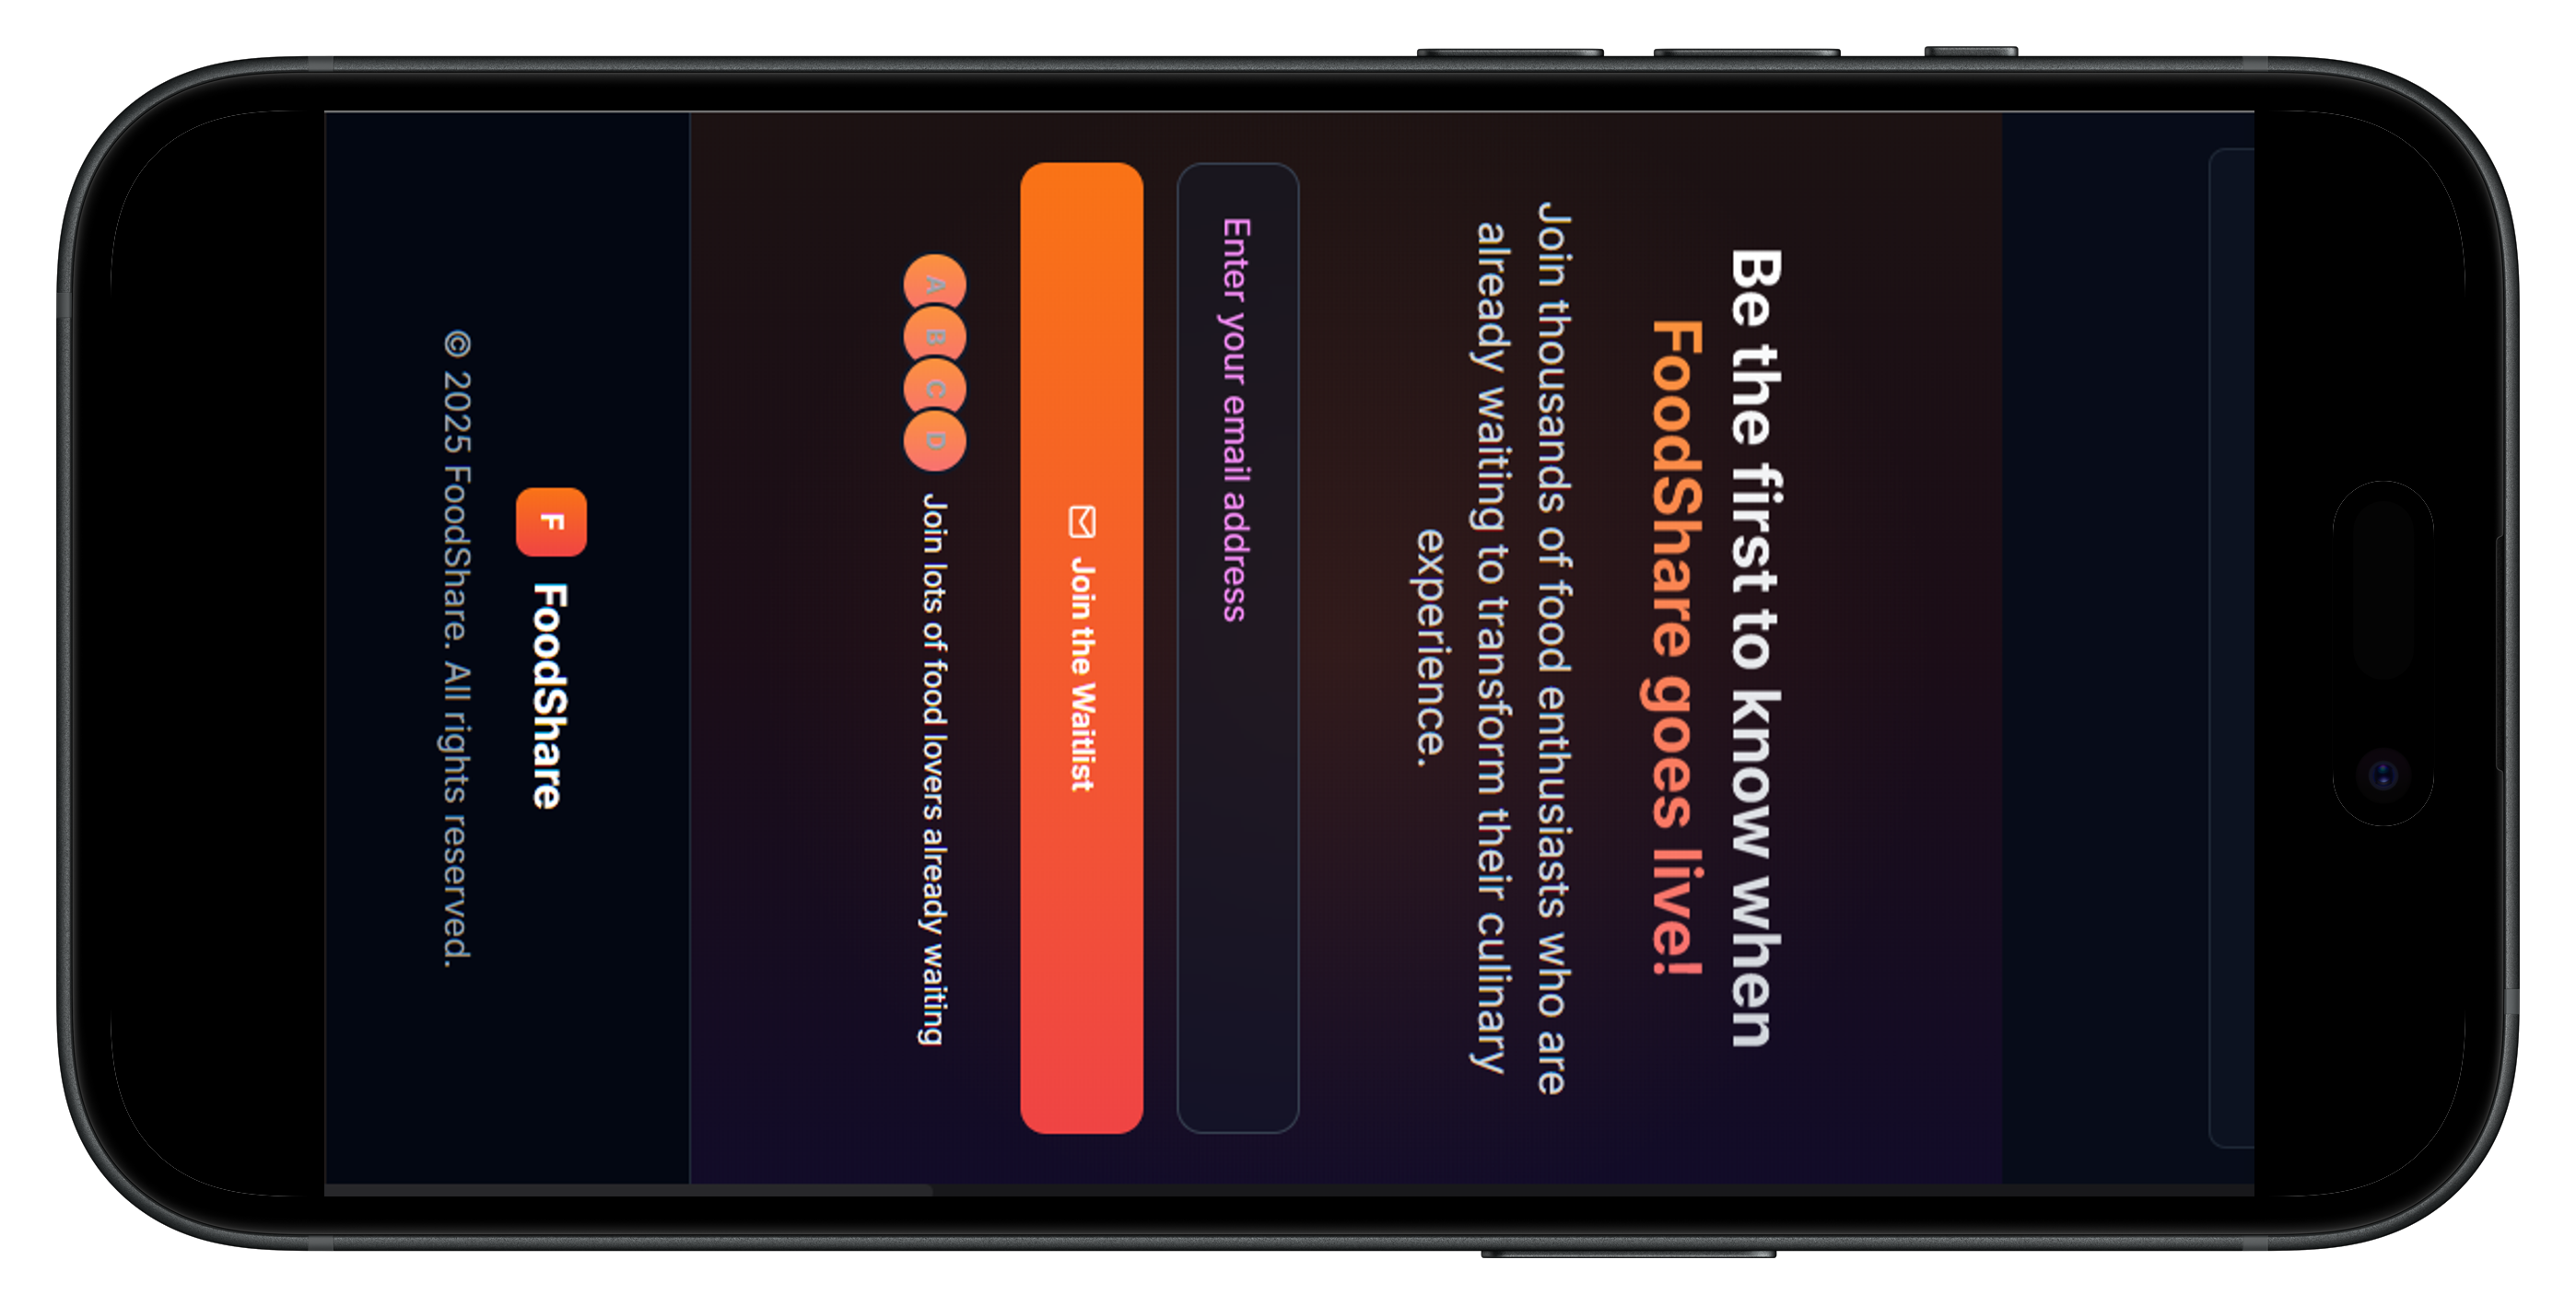 Be the first to know when
FoodShare goes live!
Join thousands of food enthusiasts who are
already waiting to transform their culinary
experience.
Enter your email address
Join the Waitlist
A B C D Join lots of food lovers already waiting
F FoodShare
© 2025 FoodShare. All rights reserved.